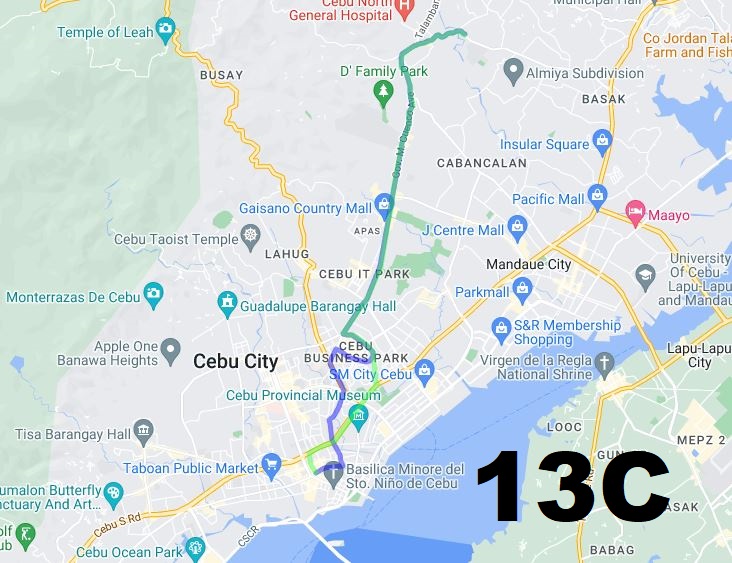 Cebu North
General Hospital
Talamban
Municipal Hall
Temple of Leah
Co Jordan Tala
Farm and Fish
BUSAY
D' Family Park
Almiya Subdivision
BASAK
Gov. M. Cuenco Ave
Insular Square
CABANCALAN
Pacific Mall
Gaisano Country Mall
Maayo
APAS
J Centre Mall
Cebu Taoist Temple
LAHUG
Mandaue City
University
Of Cebu -
Lapu-Lapu
and Mandau
CEBU IT PARK
Parkmall
Monterrazas De Cebu
Guadalupe Barangay Hall
S&R Membership
Shopping
Apple One
Banawa Heights
Cebu City
CEBU
BUSINESS PARK
SM City Cebu
Virgen de la Regla
National Shrine
Lapu-Lapu
City
Cebu Provincial Museum
Tisa Barangay Hall
LOOC
MEPZ 2
Taboan Public Market
Basilica Minore del
Sto. Niño de Cebu
GUN
13C
ASAK
umalon Butterfly
nctuary And Art...
Cebu S Rd
CSCR
olf
ub
Cebu Ocean Park
BABAG